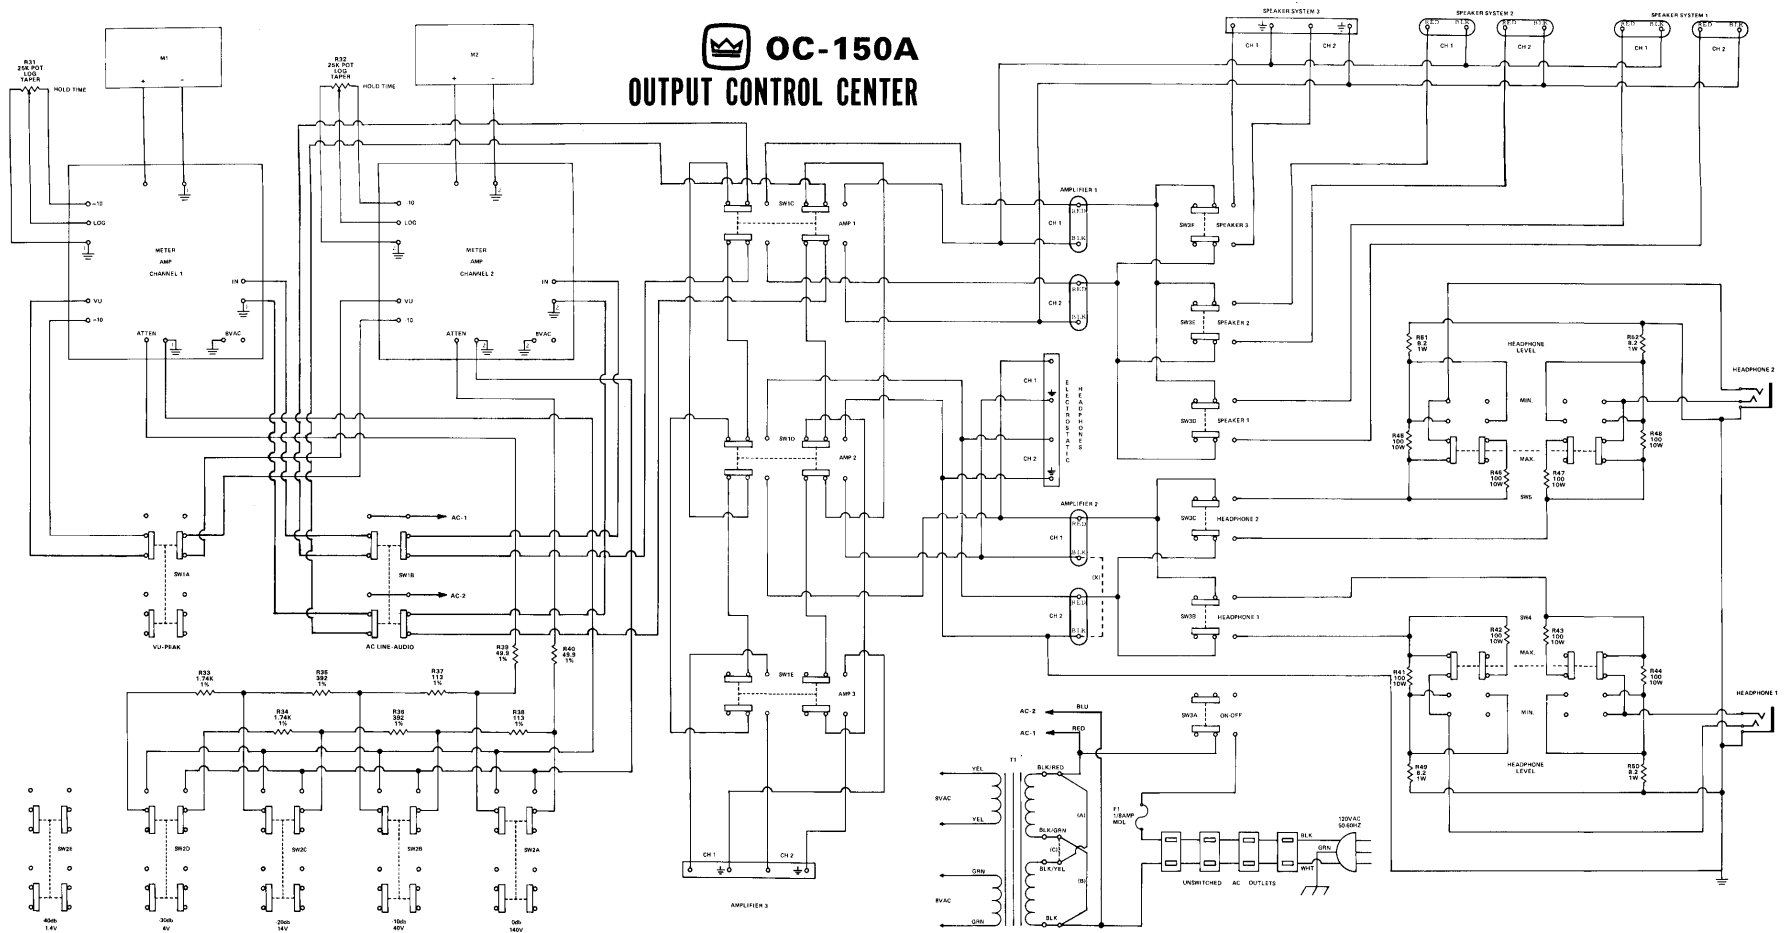 OC-150A
OUTPUT CONTROL CENTER
R31
25K POT.
LOG
TAPER
HOLD TIME
M1
R32
25K POT
LOG
TAPER
HOLD TIME
M2
SPEAKER SYSTEM 3
CH 1
CH 2
SPEAKER SYSTEM 2
RED BLK
RED BLK
CH 1
CH 2
SPEAKER SYSTEM 1
RED BLK
RED BLK
CH 1
CH 2
-10
LOG
METER
AMP
CHANNEL 1
IN
VU
-10
ATTEN
8VAC
-10
LOG
METER
AMP
CHANNEL 2
IN
VU
-10
ATTEN
8VAC
SW1C
AMP 1
SW1D
AMP 2
SW1E
AMP 3
AMPLIFIER 1
RED
CH 1
BLK
RED
CH 2
BLK
SW3F
SPEAKER 3
SW3E
SPEAKER 2
SW3D
SPEAKER 1
CH 1
CH 2
ELECTROSTATIC
HEADPHONES
AMPLIFIER 2
RED
CH 1
BLK
(X)
RED
CH 2
BLK
SW3C
HEADPHONE 2
SW3B
HEADPHONE 1
SW3A
ON-OFF
R51
8.2
1W
HEADPHONE
LEVEL
R52
8.2
1W
HEADPHONE 2
MIN.
R45
100
10W
R48
100
10W
MAX.
R46
100
10W
R47
100
10W
SW5
SW4
R42
100
10W
R43
100
10W
MAX.
R41
100
10W
R44
100
10W
MIN.
HEADPHONE 1
R49
8.2
1W
HEADPHONE
LEVEL
R50
8.2
1W
SW1A
VU-PEAK
AC-1
SW1B
AC-2
AC LINE-AUDIO
R39
49.9
1%
R40
49.9
1%
R33
1.74K
1%
R35
392
1%
R37
113
1%
R34
1.74K
1%
R36
392
1%
R38
113
1%
SW2E
SW2D
SW2C
SW2B
SW2A
-40db
1.4V
-30db
4V
-20db
14V
-10db
40V
0db
140V
CH 1
CH 2
AMPLIFIER 3
AC-2
BLU
AC-1
RED
T1
YEL
8VAC
YEL
GRN
8VAC
GRN
BLK/RED
(A)
BLK/GRN
(C)
BLK/YEL
(B)
BLK
F1
1/8AMP
MDL
UNSWITCHED AC OUTLETS
120VAC
50-60HZ
BLK
GRN
WHT